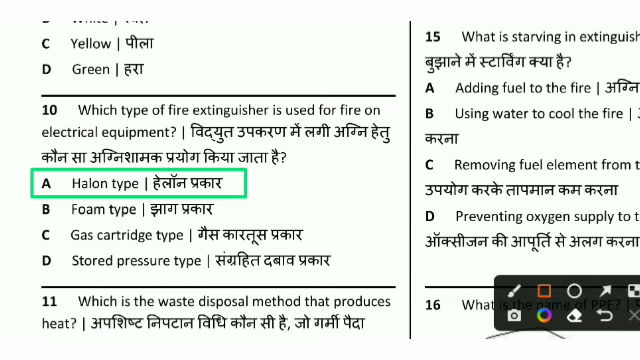 C Yellow | पीला
D Green | हरा
10 Which type of fire extinguisher is used for fire on
electrical equipment? | विद्युत उपकरण में लगी अग्नि हेतु
कौन सा अग्निशामक प्रयोग किया जाता है?
A Halon type | हेलॉन प्रकार
B Foam type | झाग प्रकार
C Gas cartridge type | गैस कारतूस प्रकार
D Stored pressure type | संग्रहित दबाव प्रकार
11 Which is the waste disposal method that produces
heat? | अपशिष्ट निपटान विधि कौन सी है, जो गर्मी पैदा
15 What is starving in extinguish
बुझाने में स्टार्विंग क्या है?
A Adding fuel to the fire | अग्नि
B Using water to cool the fire |
करना
C Removing fuel element from t
उपयोग करके तापमान कम करना
D Preventing oxygen supply to t
ऑक्सीजन की आपूर्ति से अलग करना
16 What is the name of PPE? |